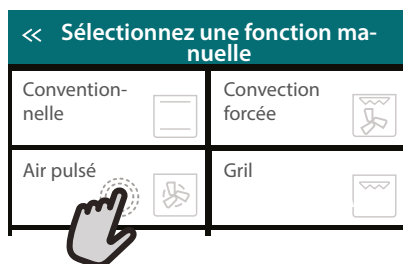 « Sélectionnez une fonction ma-
nuelle
Convention-
nelle
Convection
forcée
Air pulsé
Gril